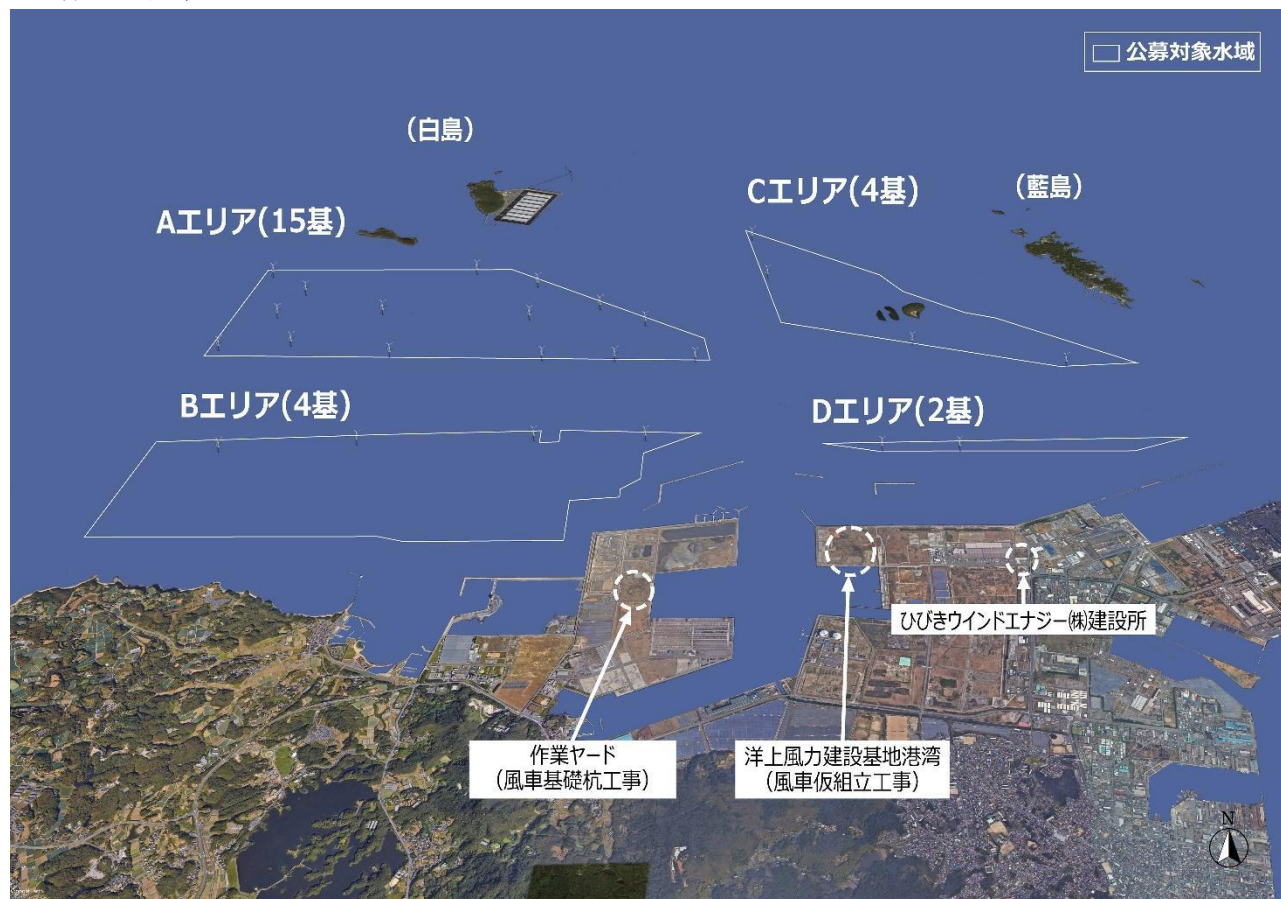 公募対象水域
(白島)
Aエリア(15基)
Cエリア(4基)
(藍島)
Bエリア(4基)
Dエリア(2基)
ひびきウインドエナジー㈱建設所
作業ヤード
(風車基礎杭工事)
洋上風力建設基地港湾
(風車仮組立工事)
N